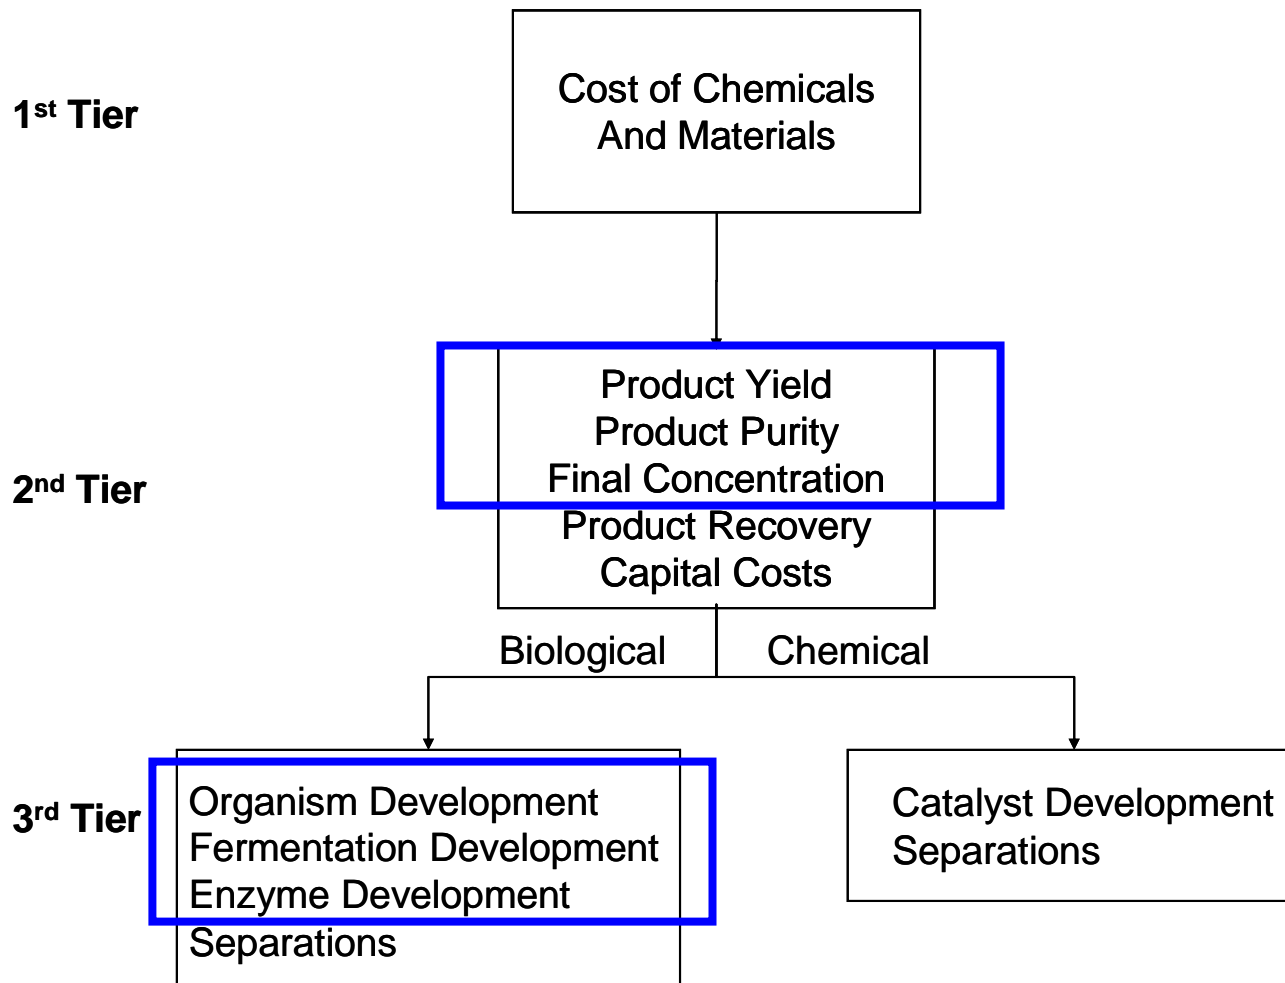 1st Tier
Cost of Chemicals
And Materials
2nd Tier
Product Yield
Product Purity
Final Concentration
Product Recovery
Capital Costs
Biological
Chemical
3rd Tier
Organism Development
Fermentation Development
Enzyme Development
Separations
Catalyst Development
Separations